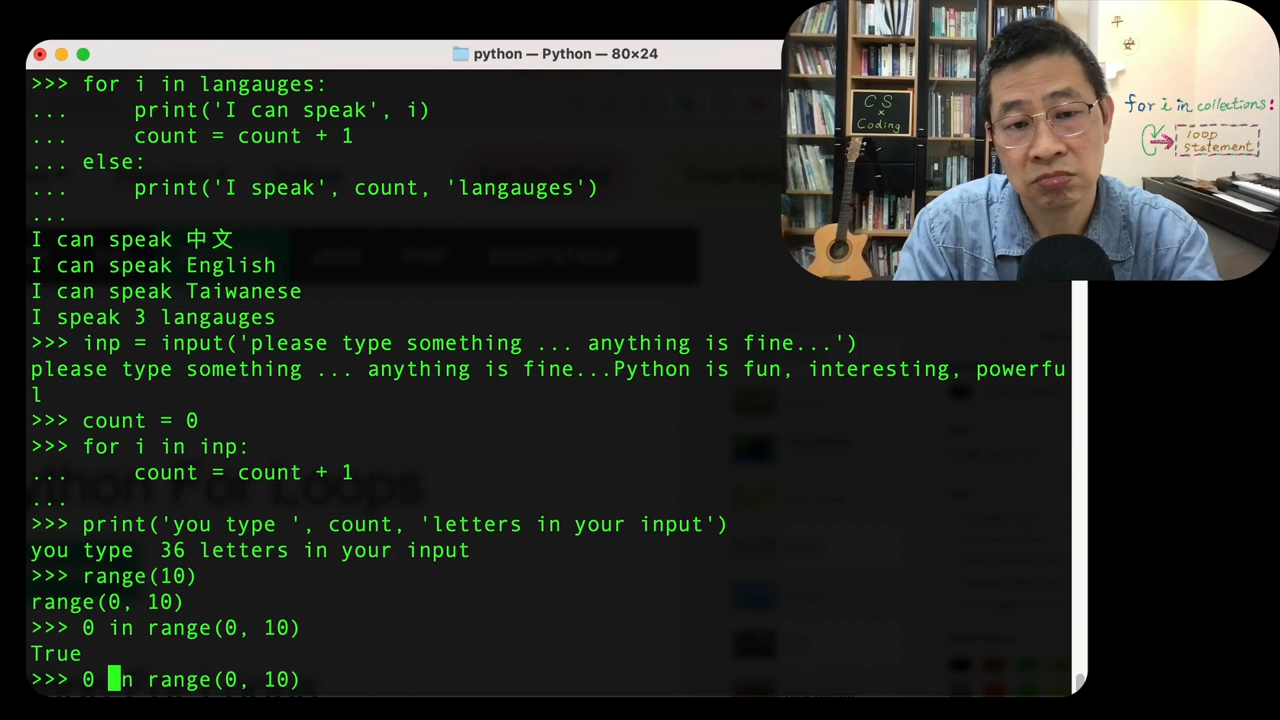 python — Python — 80×24
>>> for i in langauges:
...     print('I can speak', i)
...     count = count + 1
... else:
...     print('I speak', count, 'langauges')
...
I can speak 中文
I can speak English
I can speak Taiwanese
I speak 3 langauges
>>> inp = input('please type something ... anything is fine...')
please type something ... anything is fine...Python is fun, interesting, powerfu
l
>>> count = 0
>>> for i in inp:
...     count = count + 1
...
>>> print('you type ', count, 'letters in your input')
you type  36 letters in your input
>>> range(10)
range(0, 10)
>>> 0 in range(0, 10)
True
>>> 0 in range(0, 10)
CS
×
Coding
平
安
for i in collections:
loop
statement